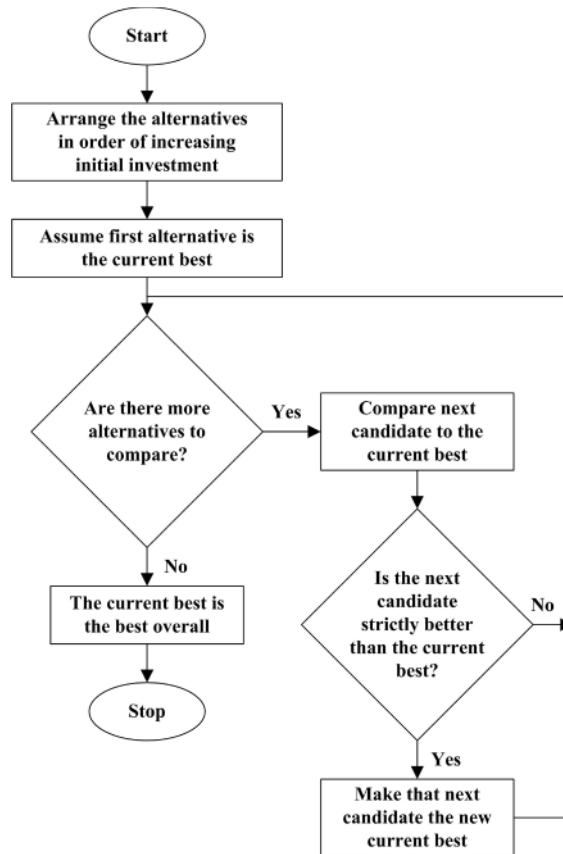 Start
Arrange the alternatives
in order of increasing
initial investment
Assume first alternative is
the current best
Are there more
alternatives to
compare?
Yes
Compare next
candidate to the
current best
No
The current best is
the best overall
Stop
Is the next
candidate
strictly better
than the current
best?
No
Yes
Make that next
candidate the new
current best